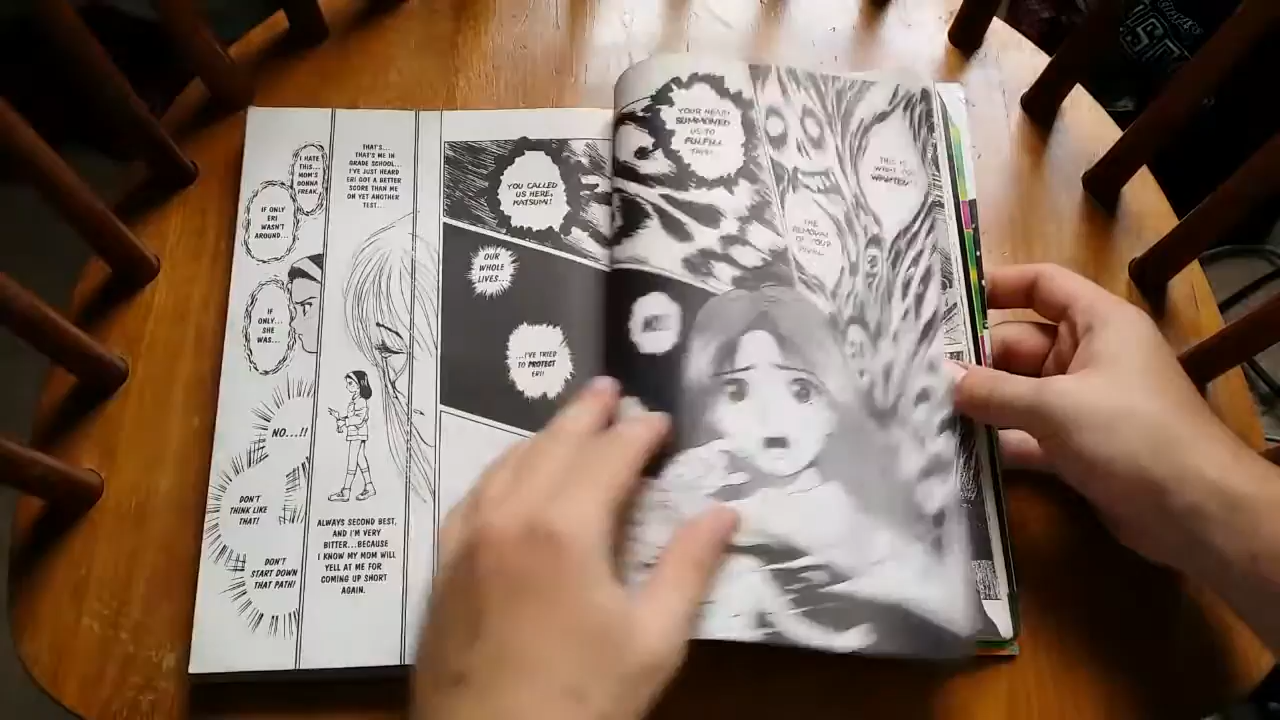 I HATE
THIS...
MOM'S
GONNA
FREAK.
IF ONLY
ERI
WASN'T
AROUND...
IF
ONLY...
SHE
WAS...
NO...!!
DON'T
THINK LIKE
THAT!
DON'T
START DOWN
THAT PATH!
THAT'S...
THAT'S ME IN
GRADE SCHOOL...
I'VE JUST HEARD
ERI GOT A BETTER
SCORE THAN ME
ON YET ANOTHER
TEST...
ALWAYS SECOND BEST,
AND I'M VERY
BITTER...BECAUSE
I KNOW MY MOM WILL
YELL AT ME FOR
COMING UP SHORT
AGAIN.
YOU CALLED
US HERE,
KATSUMI!
OUR
WHOLE
LIVES...
...I'VE TRIED
TO PROTECT
ERI!
YOUR HEART
SUMMONED
US TO
FULFILL
THIS IS
WHAT YOU
WANTED!
THE
REMOVAL
OF YOUR
RIVAL